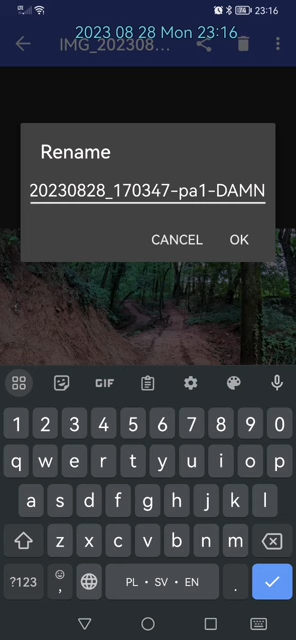 23:16
2023 08 28 Mon 23:16
IMG_202308...
Rename
20230828_170347-pa1-DAMN
CANCEL OK
GIF
1 2 3 4 5 6 7 8 9 0
q w e r t y u i o p
a s d f g h j k l
z x c v b n m
?123 , PL • SV • EN .